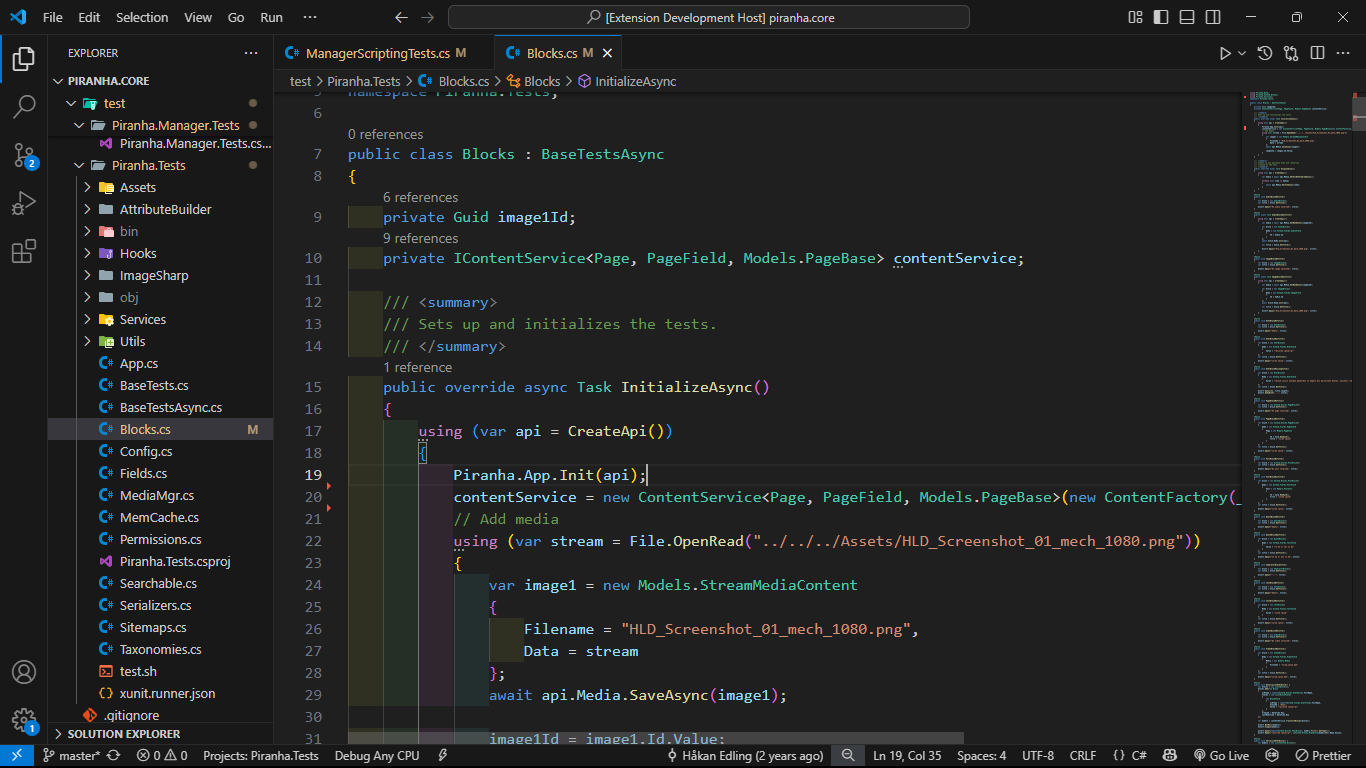 File Edit Selection View Go Run ···
[Extension Development Host] piranha.core
EXPLORER
PIRANHA.CORE
test
Piranha.Manager.Tests
Piranha.Manager.Tests.cs...
Piranha.Tests
Assets
AttributeBuilder
bin
Hooks
ImageSharp
obj
Services
Utils
App.cs
BaseTests.cs
BaseTestsAsync.cs
Blocks.cs M
Config.cs
Fields.cs
MediaMgr.cs
MemCache.cs
Permissions.cs
Piranha.Tests.csproj
Searchable.cs
Serializers.cs
Sitemaps.cs
Taxonomies.cs
test.sh
xunit.runner.json
.gitignore
SOLUTION EXPLORER
2
1
ManagerScriptingTests.cs M
Blocks.cs M
test > Piranha.Tests > Blocks.cs > Blocks > InitializeAsync
5 namespace Piranha.Tests;
6
0 references
7 public class Blocks : BaseTestsAsync
8 {
6 references
9 private Guid image1Id;
9 references
10 private IContentService<Page, PageField, Models.PageBase> contentService;
11
12 /// <summary>
13 /// Sets up and initializes the tests.
14 /// </summary>
1 reference
15 public override async Task InitializeAsync()
16 {
17 using (var api = CreateApi())
18 {
19 Piranha.App.Init(api);
20 contentService = new ContentService<Page, PageField, Models.PageBase>(new ContentFactory(_
21 // Add media
22 using (var stream = File.OpenRead("../../../Assets/HLD_Screenshot_01_mech_1080.png"))
23 {
24 var image1 = new Models.StreamMediaContent
25 {
26 Filename = "HLD_Screenshot_01_mech_1080.png",
27 Data = stream
28 };
29 await api.Media.SaveAsync(image1);
30
31 image1Id = image1.Id.Value;
master* 0 0 Projects: Piranha.Tests Debug Any CPU Håkan Edling (2 years ago) Ln 19, Col 35 Spaces: 4 UTF-8 CRLF {} C# Go Live Prettier